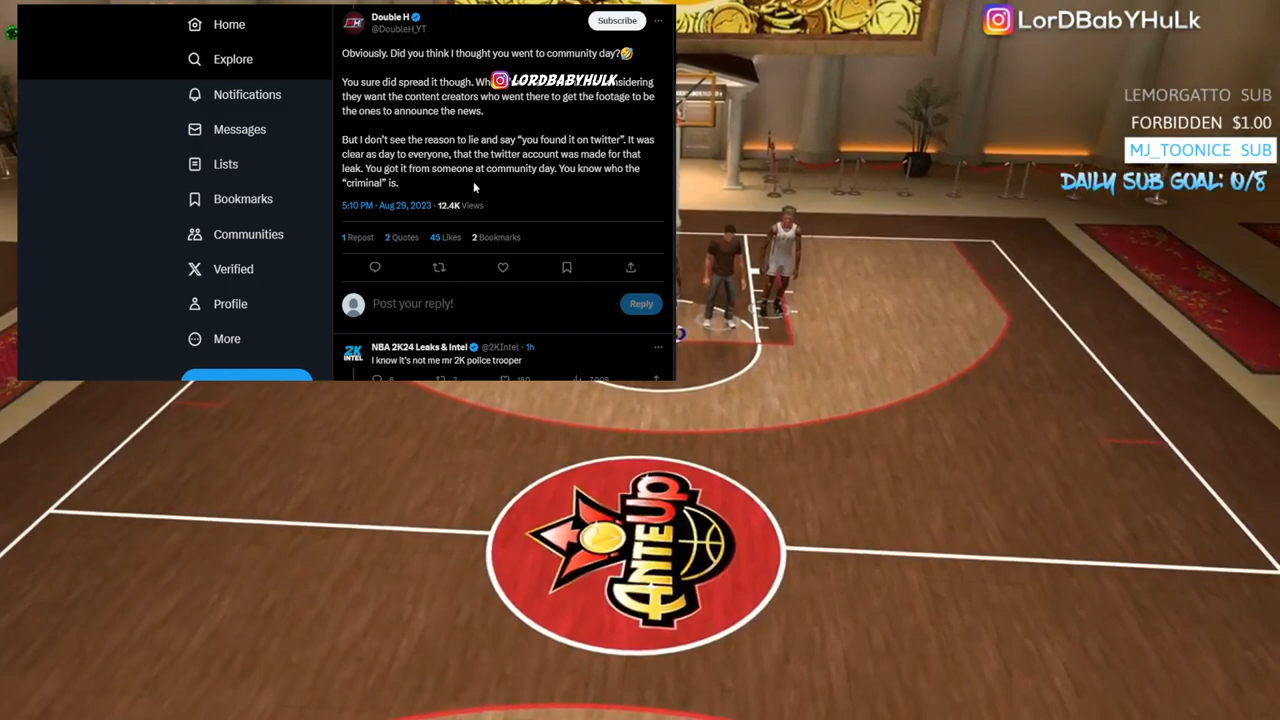 Home
Explore
Notifications
Messages
Lists
Bookmarks
Communities
Verified
Profile
More
Double H
@DoubleH_YT
Subscribe
Obviously. Did you think I thought you went to community day?🤣
You sure did spread it though.
LORDBABYHULK
they want the content creators who went there to get the footage to be
the ones to announce the news.
But I don't see the reason to lie and say “you found it on twitter”. It was
clear as day to everyone, that the twitter account was made for that
leak. You got it from someone at community day. You know who the
“criminal” is.
5:10 PM · Aug 29, 2023 · 12.4K Views
1 Repost 2 Quotes 45 Likes 2 Bookmarks
Post your reply!
Reply
2K
INTEL
NBA 2K24 Leaks & Intel @2KIntel · 1h
I know it's not me mr 2K police trooper
LorDBabYHuLk
LEMORGATTO SUB
FORBIDDEN $1.00
MJ_TOONICE SUB
DAILY SUB GOAL: 0/8
ANTE UP